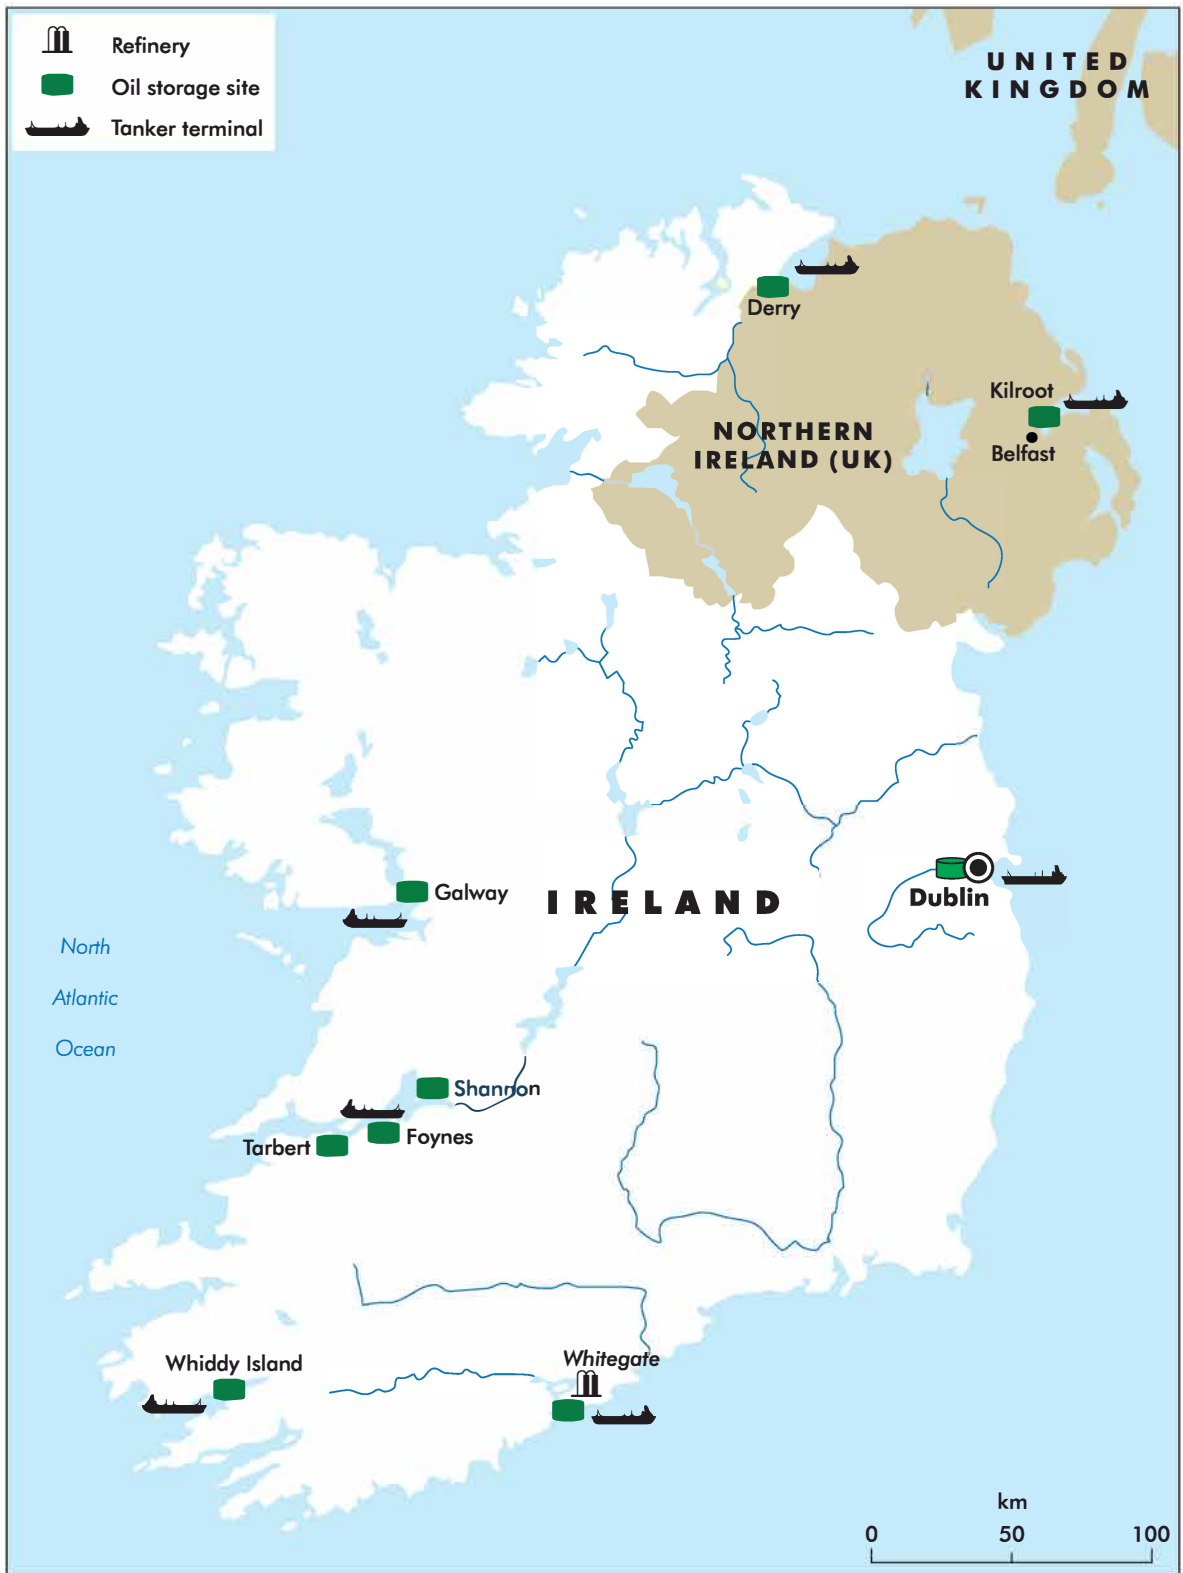 Refinery
Oil storage site
Tanker terminal
UNITED
KINGDOM
Derry
Kilroot
Belfast
NORTHERN
IRELAND (UK)
Galway
IRELAND
Dublin
North
Atlantic
Ocean
Shannon
Foynes
Tarbert
Whiddy Island
Whitegate
km
0 50 100